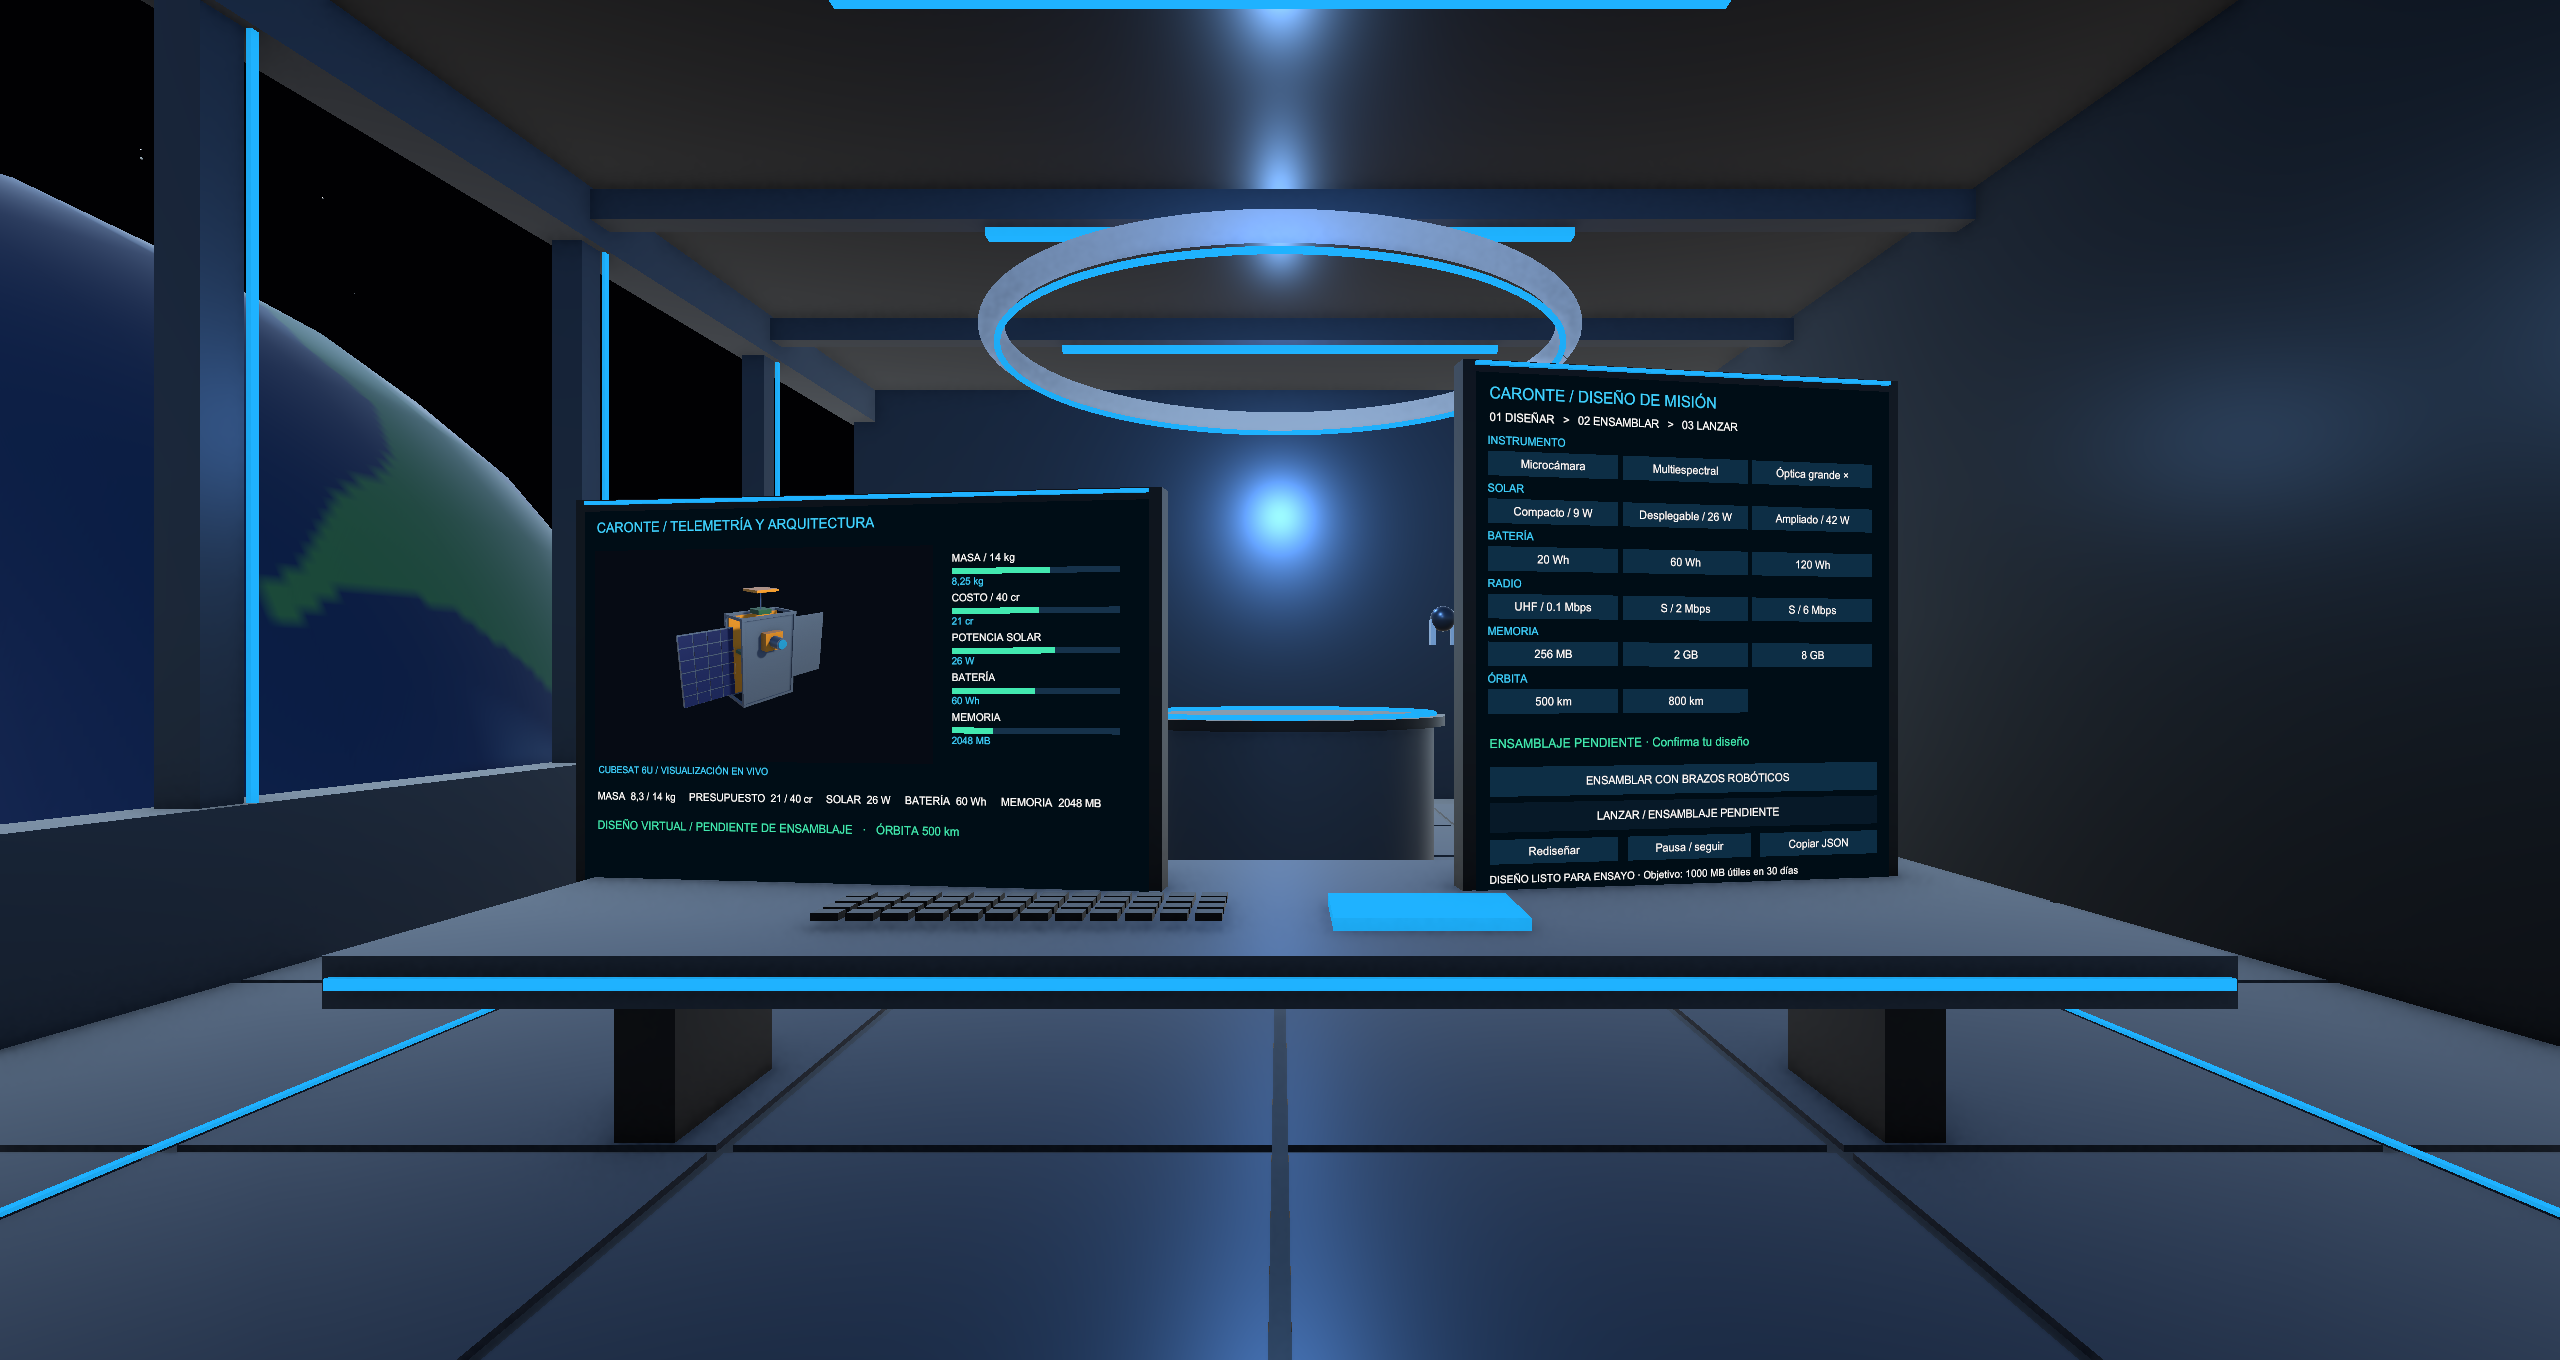 CARONTE / TELEMETRÍA Y ARQUITECTURA
MASA / 14 kg
8,25 kg
COSTO / 40 cr
21 cr
POTENCIA SOLAR
26 W
BATERÍA
60 Wh
MEMORIA
2048 MB
CUBESAT 6U / VISUALIZACIÓN EN VIVO
MASA 8,3 / 14 kg PRESUPUESTO 21 / 40 cr SOLAR 26 W BATERÍA 60 Wh MEMORIA 2048 MB
DISEÑO VIRTUAL / PENDIENTE DE ENSAMBLAJE · ÓRBITA 500 km
CARONTE / DISEÑO DE MISIÓN
01 DISEÑAR > 02 ENSAMBLAR > 03 LANZAR
INSTRUMENTO
Microcámara Multiespectral Óptica grande ×
SOLAR
Compacto / 9 W Desplegable / 26 W Ampliado / 42 W
BATERÍA
20 Wh 60 Wh 120 Wh
RADIO
UHF / 0.1 Mbps S / 2 Mbps S / 6 Mbps
MEMORIA
256 MB 2 GB 8 GB
ÓRBITA
500 km 800 km
ENSAMBLAJE PENDIENTE · Confirma tu diseño
ENSAMBLAR CON BRAZOS ROBÓTICOS
LANZAR / ENSAMBLAJE PENDIENTE
Rediseñar Pausa / seguir Copiar JSON
DISEÑO LISTO PARA ENSAYO · Objetivo: 1000 MB útiles en 30 días